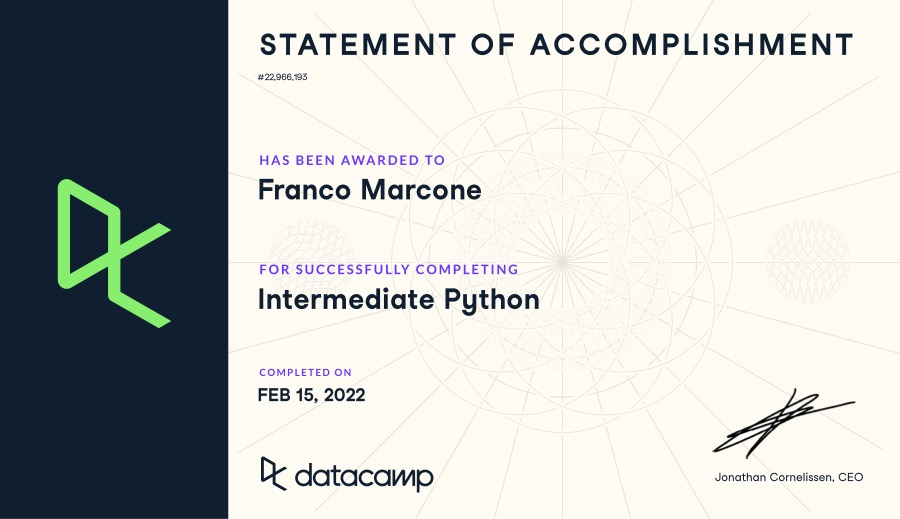 STATEMENT OF ACCOMPLISHMENT
#22,966,193
HAS BEEN AWARDED TO
Franco Marcone
FOR SUCCESSFULLY COMPLETING
Intermediate Python
COMPLETED ON
FEB 15, 2022
datacamp
Jonathan Cornelissen, CEO